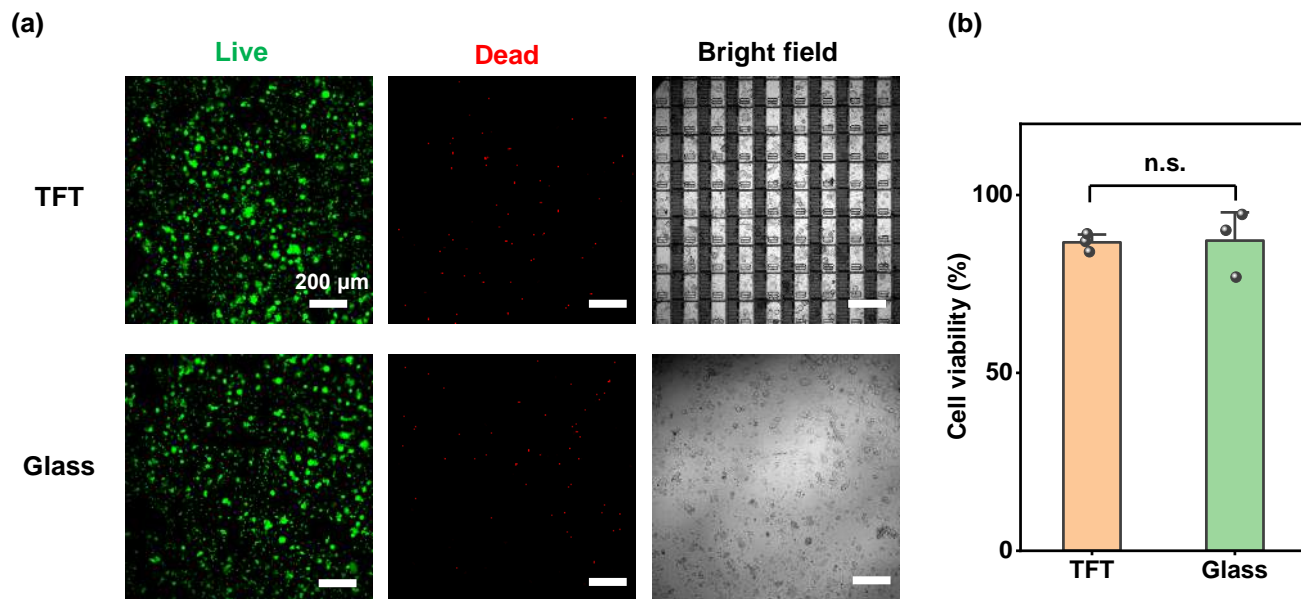 (a)
Live
Dead
Bright field
TFT
200 μm
Glass
(b)
n.s.
100
50
0
Cell viability (%)
TFT
Glass